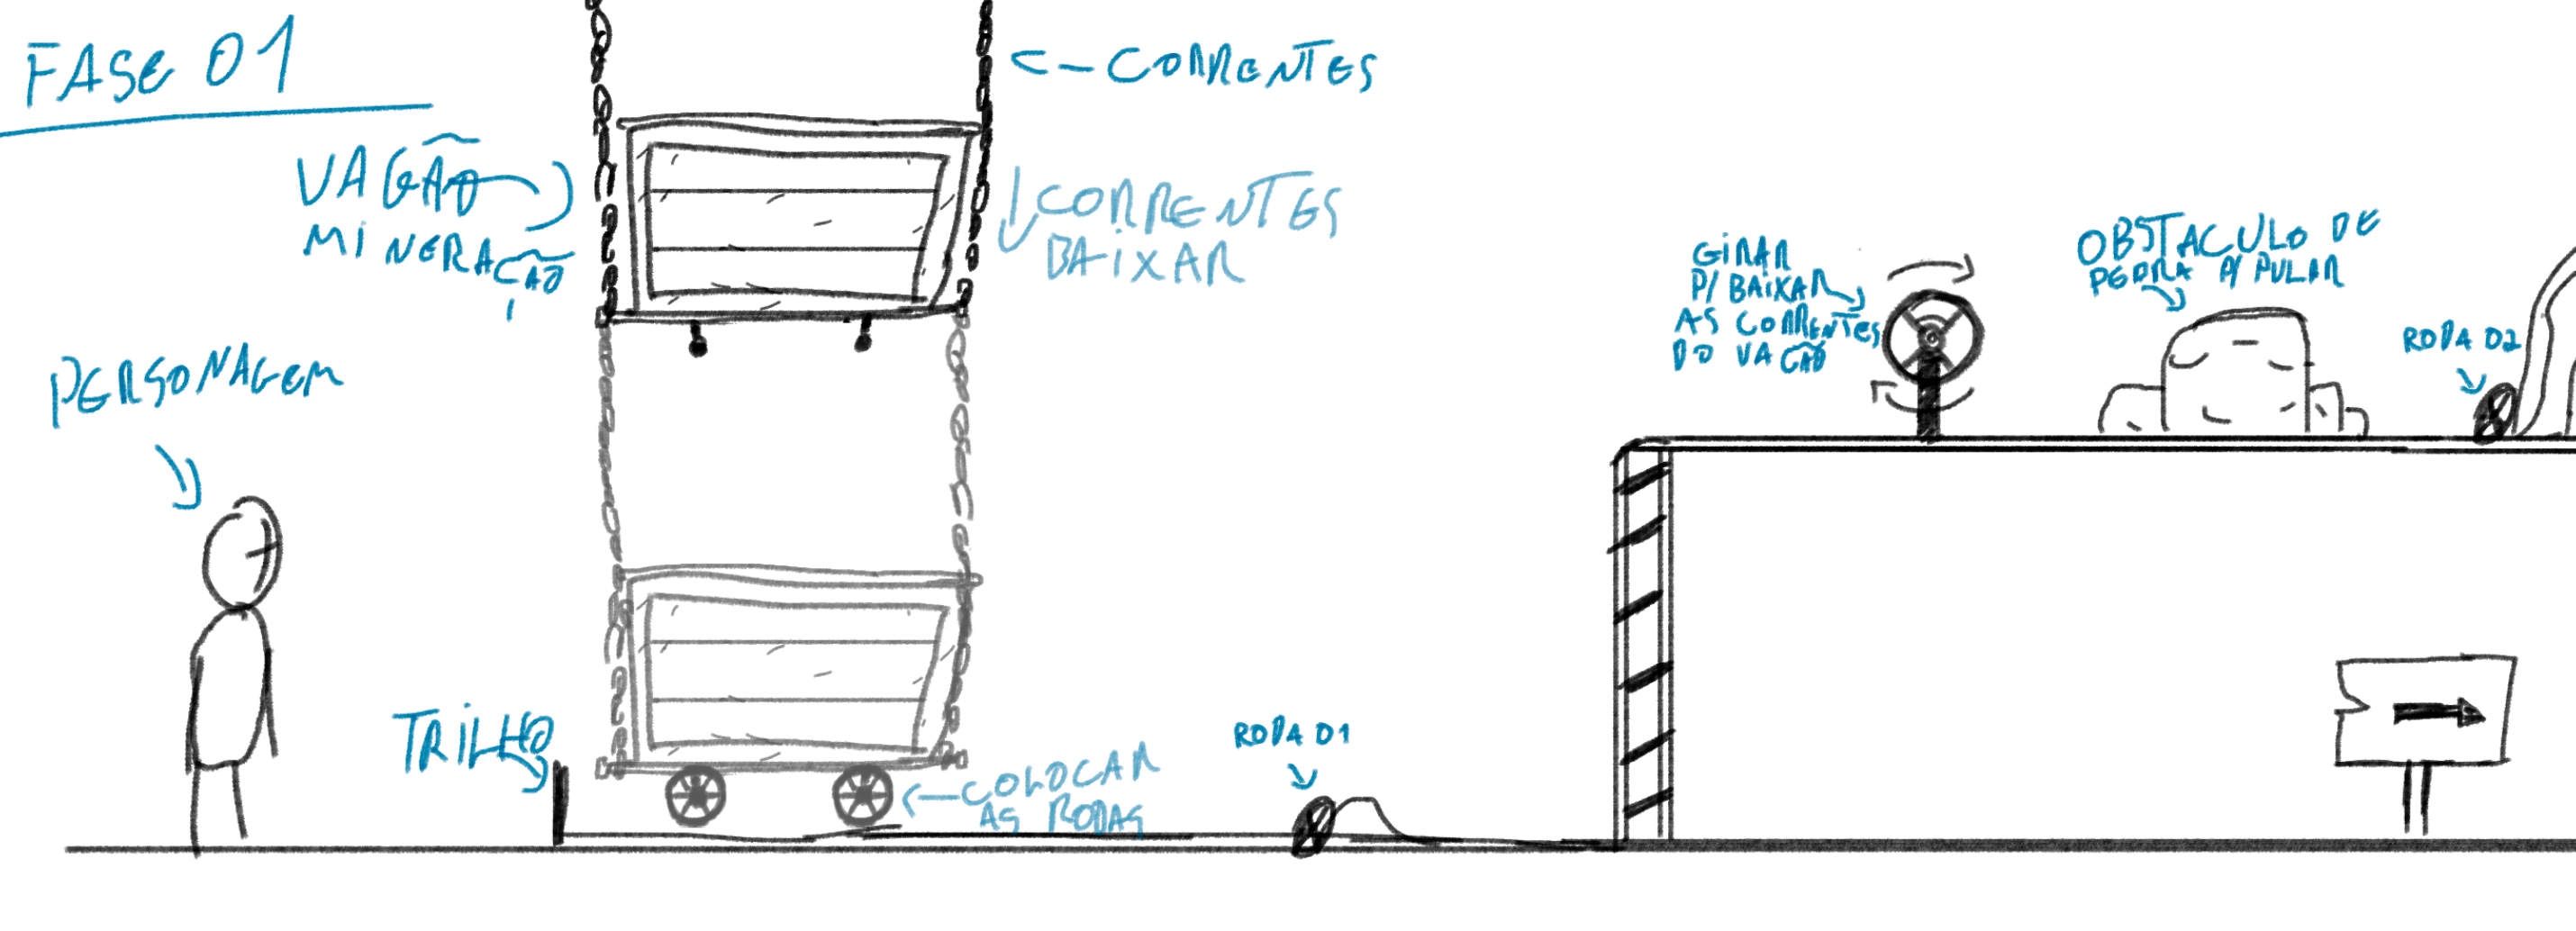 FASE 01
<-CORRENTES
VAGÃO
MINERAÇÃO
CORRENTES
BAIXAR
GIRAR
P/ BAIXAR
AS CORRENTES
DO VAGÃO
OBSTACULO DE
PEDRA P/ PULAR
RODA 02
PERSONAGEM
TRILHO
<-COLOCAR
AS RODAS
RODA 01